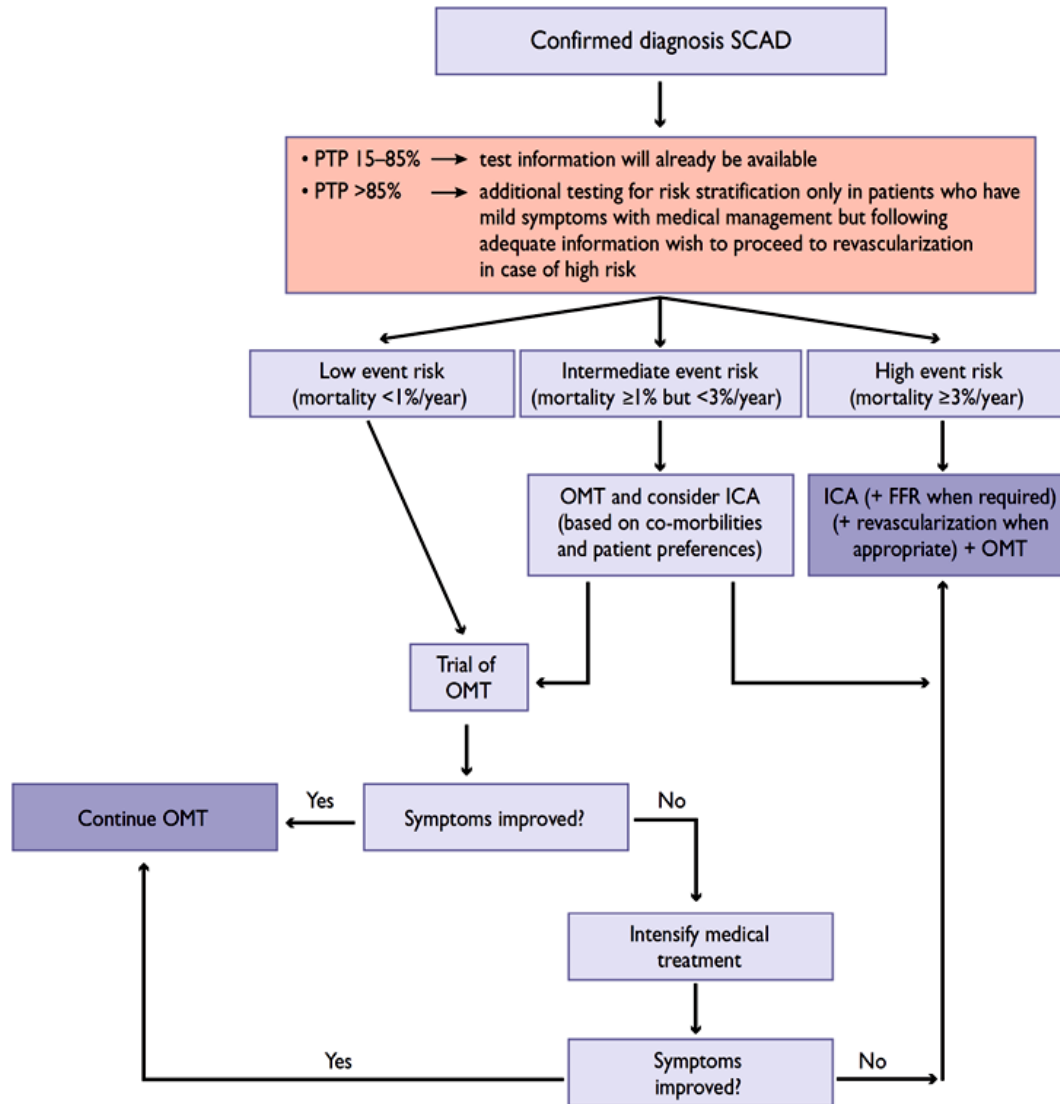 Confirmed diagnosis SCAD
• PTP 15–85% → test information will already be available
• PTP >85% → additional testing for risk stratification only in patients who have
mild symptoms with medical management but following
adequate information wish to proceed to revascularization
in case of high risk
Low event risk
(mortality <1%/year)
Intermediate event risk
(mortality ≥1% but <3%/year)
High event risk
(mortality ≥3%/year)
OMT and consider ICA
(based on co-morbilities
and patient preferences)
ICA (+ FFR when required)
(+ revascularization when
appropriate) + OMT
Trial of
OMT
Continue OMT
Yes
Symptoms improved?
No
Intensify medical
treatment
Yes
Symptoms
improved?
No